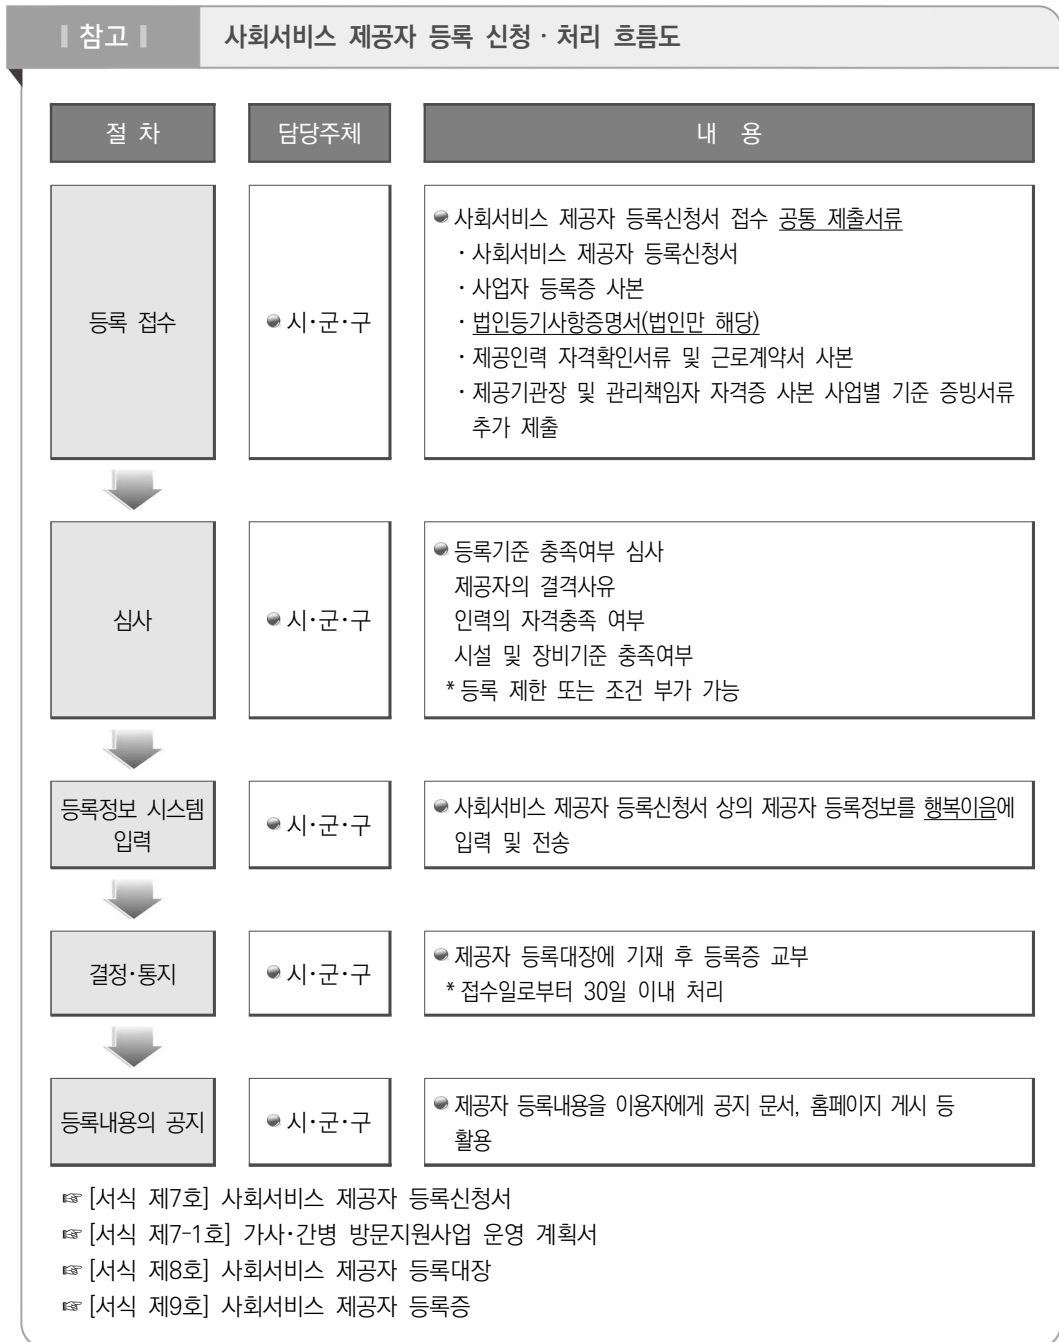 ∥참고∥ 사회서비스 제공자 등록 신청·처리 흐름도
절 차 담당주체 내 용
등록 접수
● 시·군·구
● 사회서비스 제공자 등록신청서 접수 공통 제출서류
· 사회서비스 제공자 등록신청서
· 사업자 등록증 사본
· 법인등기사항증명서(법인만 해당)
· 제공인력 자격확인서류 및 근로계약서 사본
· 제공기관장 및 관리책임자 자격증 사본 사업별 기준 증빙서류
추가 제출
심사
● 시·군·구
● 등록기준 충족여부 심사
제공자의 결격사유
인력의 자격충족 여부
시설 및 장비기준 충족여부
* 등록 제한 또는 조건 부가 가능
등록정보 시스템
입력
● 시·군·구
● 사회서비스 제공자 등록신청서 상의 제공자 등록정보를 행복이음에
입력 및 전송
결정·통지
● 시·군·구
● 제공자 등록대장에 기재 후 등록증 교부
* 접수일로부터 30일 이내 처리
등록내용의 공지
● 시·군·구
● 제공자 등록내용을 이용자에게 공지 문서, 홈페이지 게시 등
활용
☞ [서식 제7호] 사회서비스 제공자 등록신청서
☞ [서식 제7-1호] 가사·간병 방문지원사업 운영 계획서
☞ [서식 제8호] 사회서비스 제공자 등록대장
☞ [서식 제9호] 사회서비스 제공자 등록증